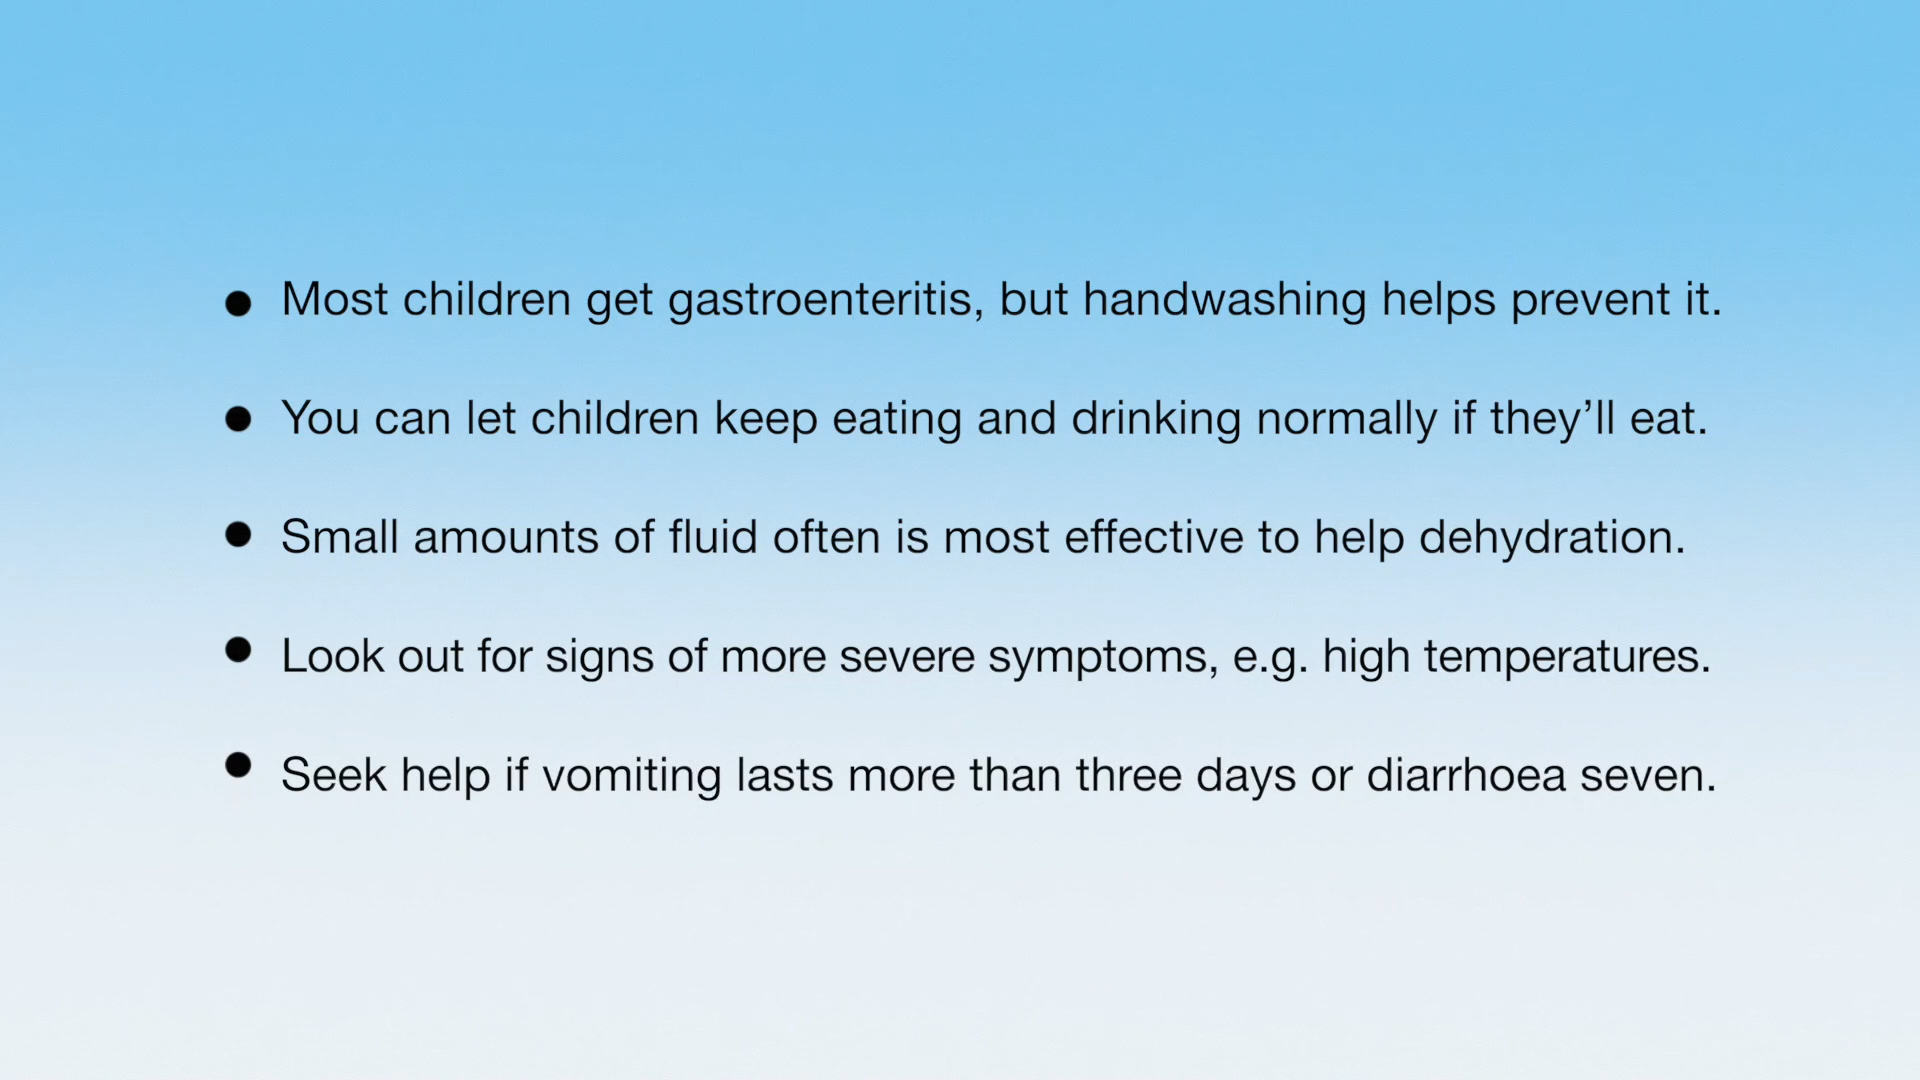 ● Most children get gastroenteritis, but handwashing helps prevent it.
● You can let children keep eating and drinking normally if they’ll eat.
● Small amounts of fluid often is most effective to help dehydration.
● Look out for signs of more severe symptoms, e.g. high temperatures.
● Seek help if vomiting lasts more than three days or diarrhoea seven.